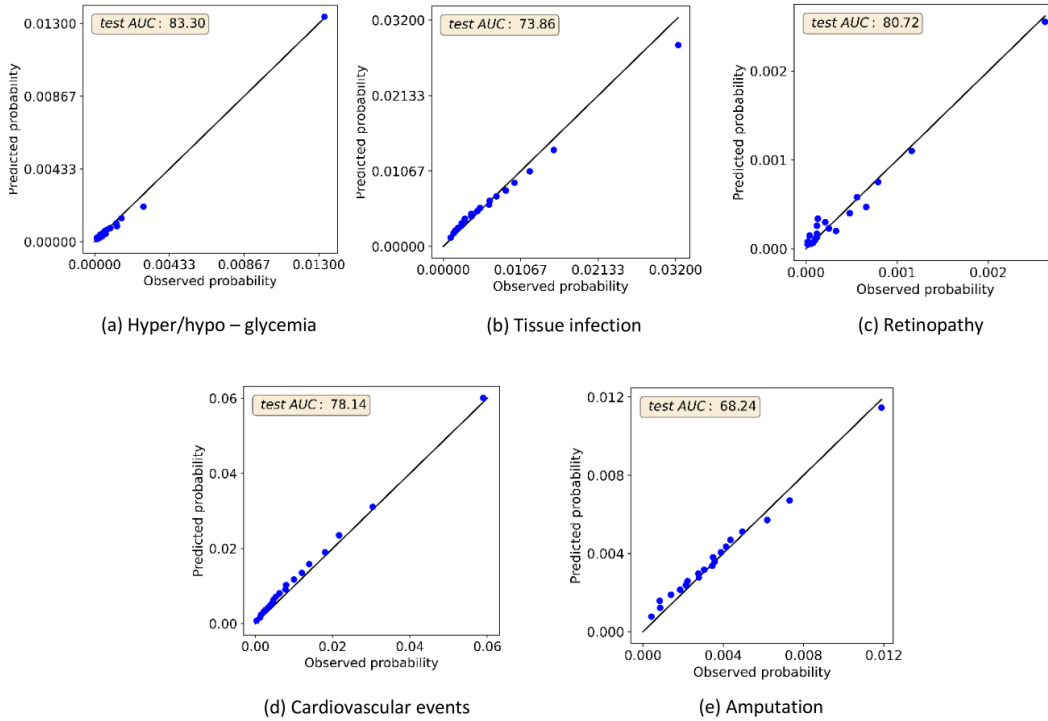 test AUC : 83.30
0.01300
0.00867
0.00433
0.00000
Predicted probability
0.00000 0.00433 0.00867 0.01300
Observed probability
(a) Hyper/hypo – glycemia
test AUC : 73.86
0.03200
0.02133
0.01067
0.00000
Predicted probability
0.00000 0.01067 0.02133 0.03200
Observed probability
(b) Tissue infection
test AUC : 80.72
0.002
0.001
0.000
Predicted probability
0.000 0.001 0.002
Observed probability
(c) Retinopathy
test AUC : 78.14
0.06
0.04
0.02
0.00
Predicted probability
0.00 0.02 0.04 0.06
Observed probability
(d) Cardiovascular events
test AUC : 68.24
0.012
0.008
0.004
0.000
Predicted probability
0.000 0.004 0.008 0.012
Observed probability
(e) Amputation